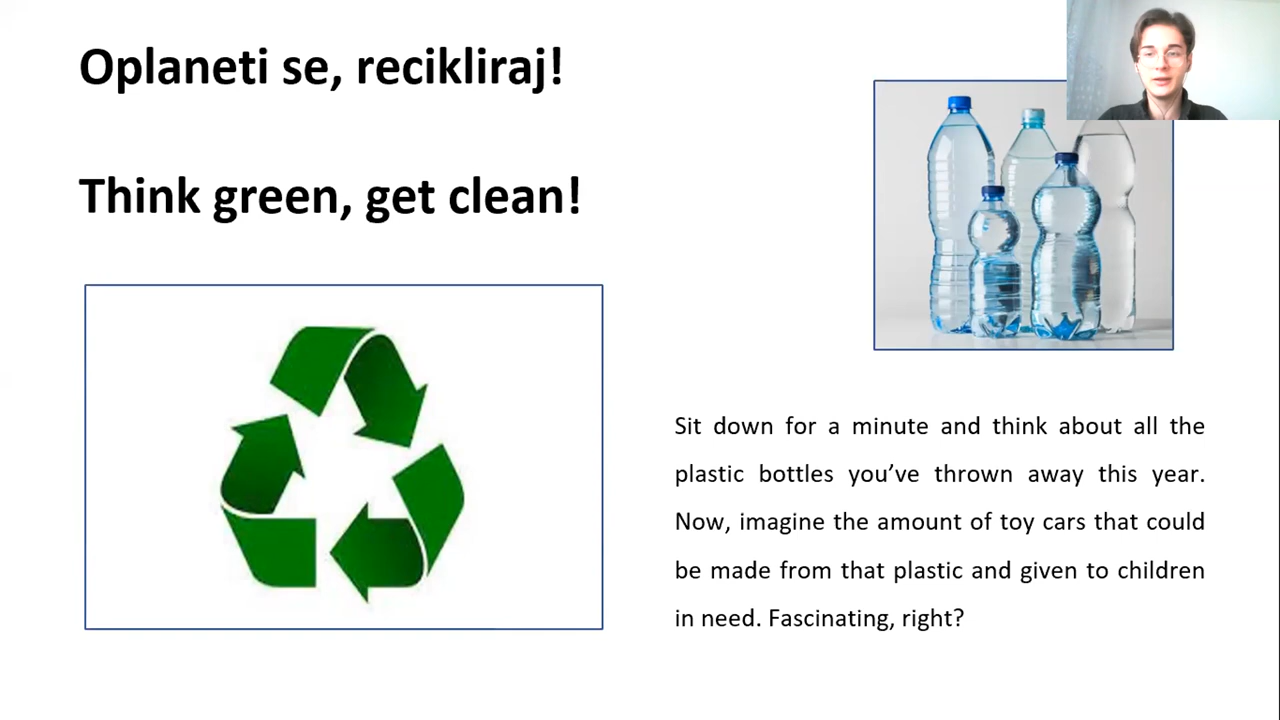 Oplaneti se, recikliraj!
Think green, get clean!
Sit down for a minute and think about all the
plastic bottles you’ve thrown away this year.
Now, imagine the amount of toy cars that could
be made from that plastic and given to children
in need. Fascinating, right?